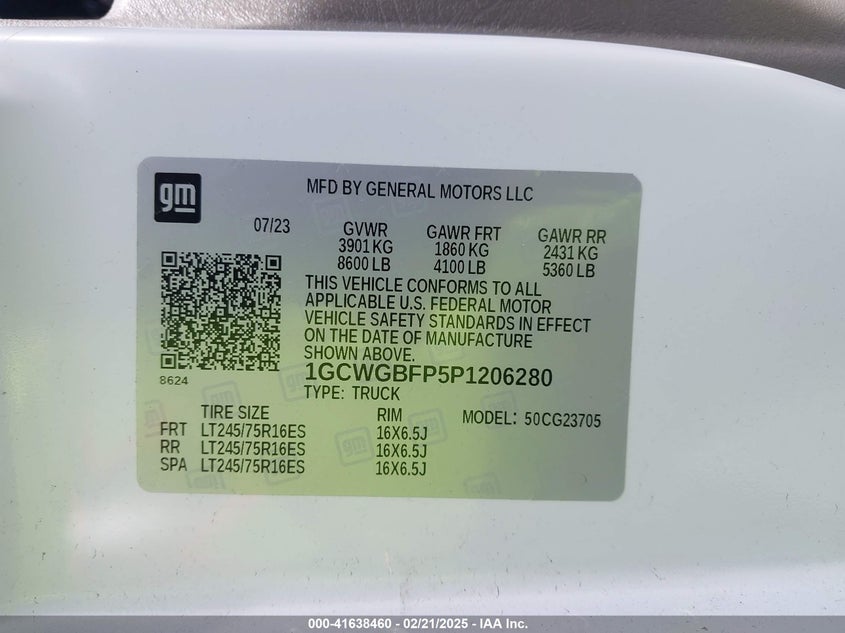 gm
MFD BY GENERAL MOTORS LLC
07/23 GVWR GAWR FRT GAWR RR
3901 KG 1860 KG 2431 KG
8600 LB 4100 LB 5360 LB
THIS VEHICLE CONFORMS TO ALL
APPLICABLE U.S. FEDERAL MOTOR
VEHICLE SAFETY STANDARDS IN EFFECT
ON THE DATE OF MANUFACTURE
SHOWN ABOVE.
8624
1GCWGBFP5P1206280
TYPE: TRUCK
TIRE SIZE RIM MODEL: 50CG23705
FRT LT245/75R16ES 16X6.5J
RR LT245/75R16ES 16X6.5J
SPA LT245/75R16ES 16X6.5J
000-41638460 - 02/21/2025 - IAA Inc.